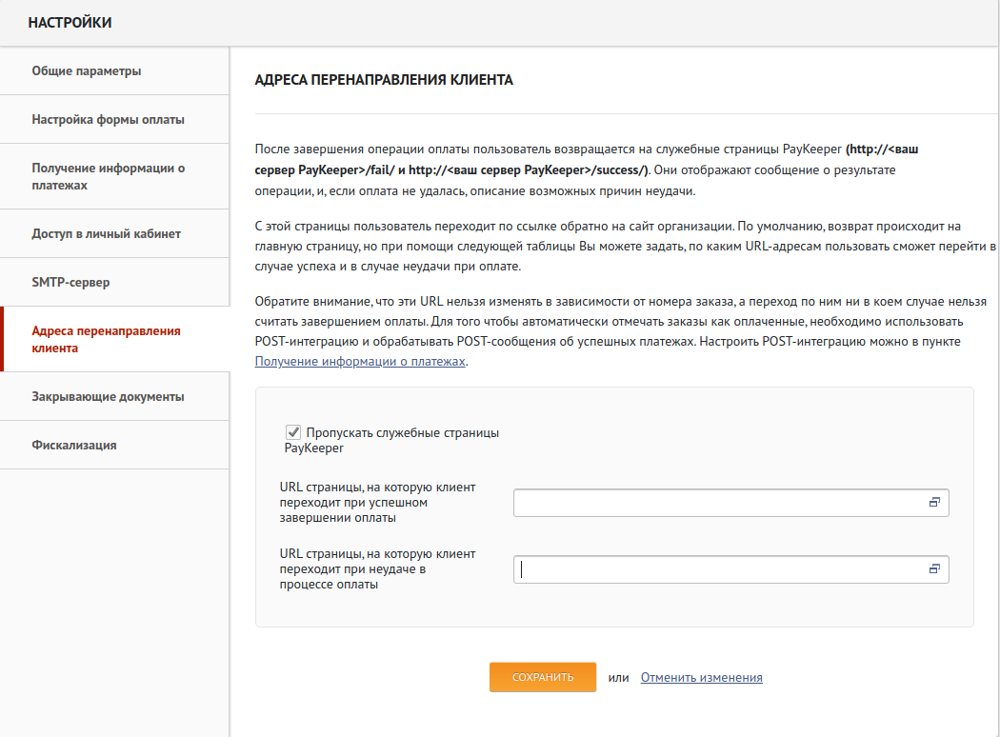 НАСТРОЙКИ
Общие параметры
Настройка формы оплаты
Получение информации о
платежах
Доступ в личный кабинет
SMTP-сервер
Адреса перенаправления
клиента
Закрывающие документы
Фискализация
АДРЕСА ПЕРЕНАПРАВЛЕНИЯ КЛИЕНТА
После завершения операции оплаты пользователь возвращается на служебные страницы PayKeeper (http://<ваш
сервер PayKeeper>/fail/ и http://<ваш сервер PayKeeper>/success/). Они отображают сообщение о результате
операции, и, если оплата не удалась, описание возможных причин неудачи.
С этой страницы пользователь переходит по ссылке обратно на сайт организации. По умолчанию, возврат происходит на
главную страницу, но при помощи следующей таблицы Вы можете задать, по каким URL-адресам пользовать сможет перейти в
случае успеха и в случае неудачи при оплате.
Обратите внимание, что эти URL нельзя изменять в зависимости от номера заказа, а переход по ним ни в коем случае нельзя
считать завершением оплаты. Для того чтобы автоматически отмечать заказы как оплаченные, необходимо использовать
POST-интеграцию и обрабатывать POST-сообщения об успешных платежах. Настроить POST-интеграцию можно в пункте
Получение информации о платежах.
Пропускать служебные страницы
PayKeeper
URL страницы, на которую клиент
переходит при успешном
завершении оплаты
URL страницы, на которую клиент
переходит при неудаче в
процессе оплаты
СОХРАНИТЬ или Отменить изменения